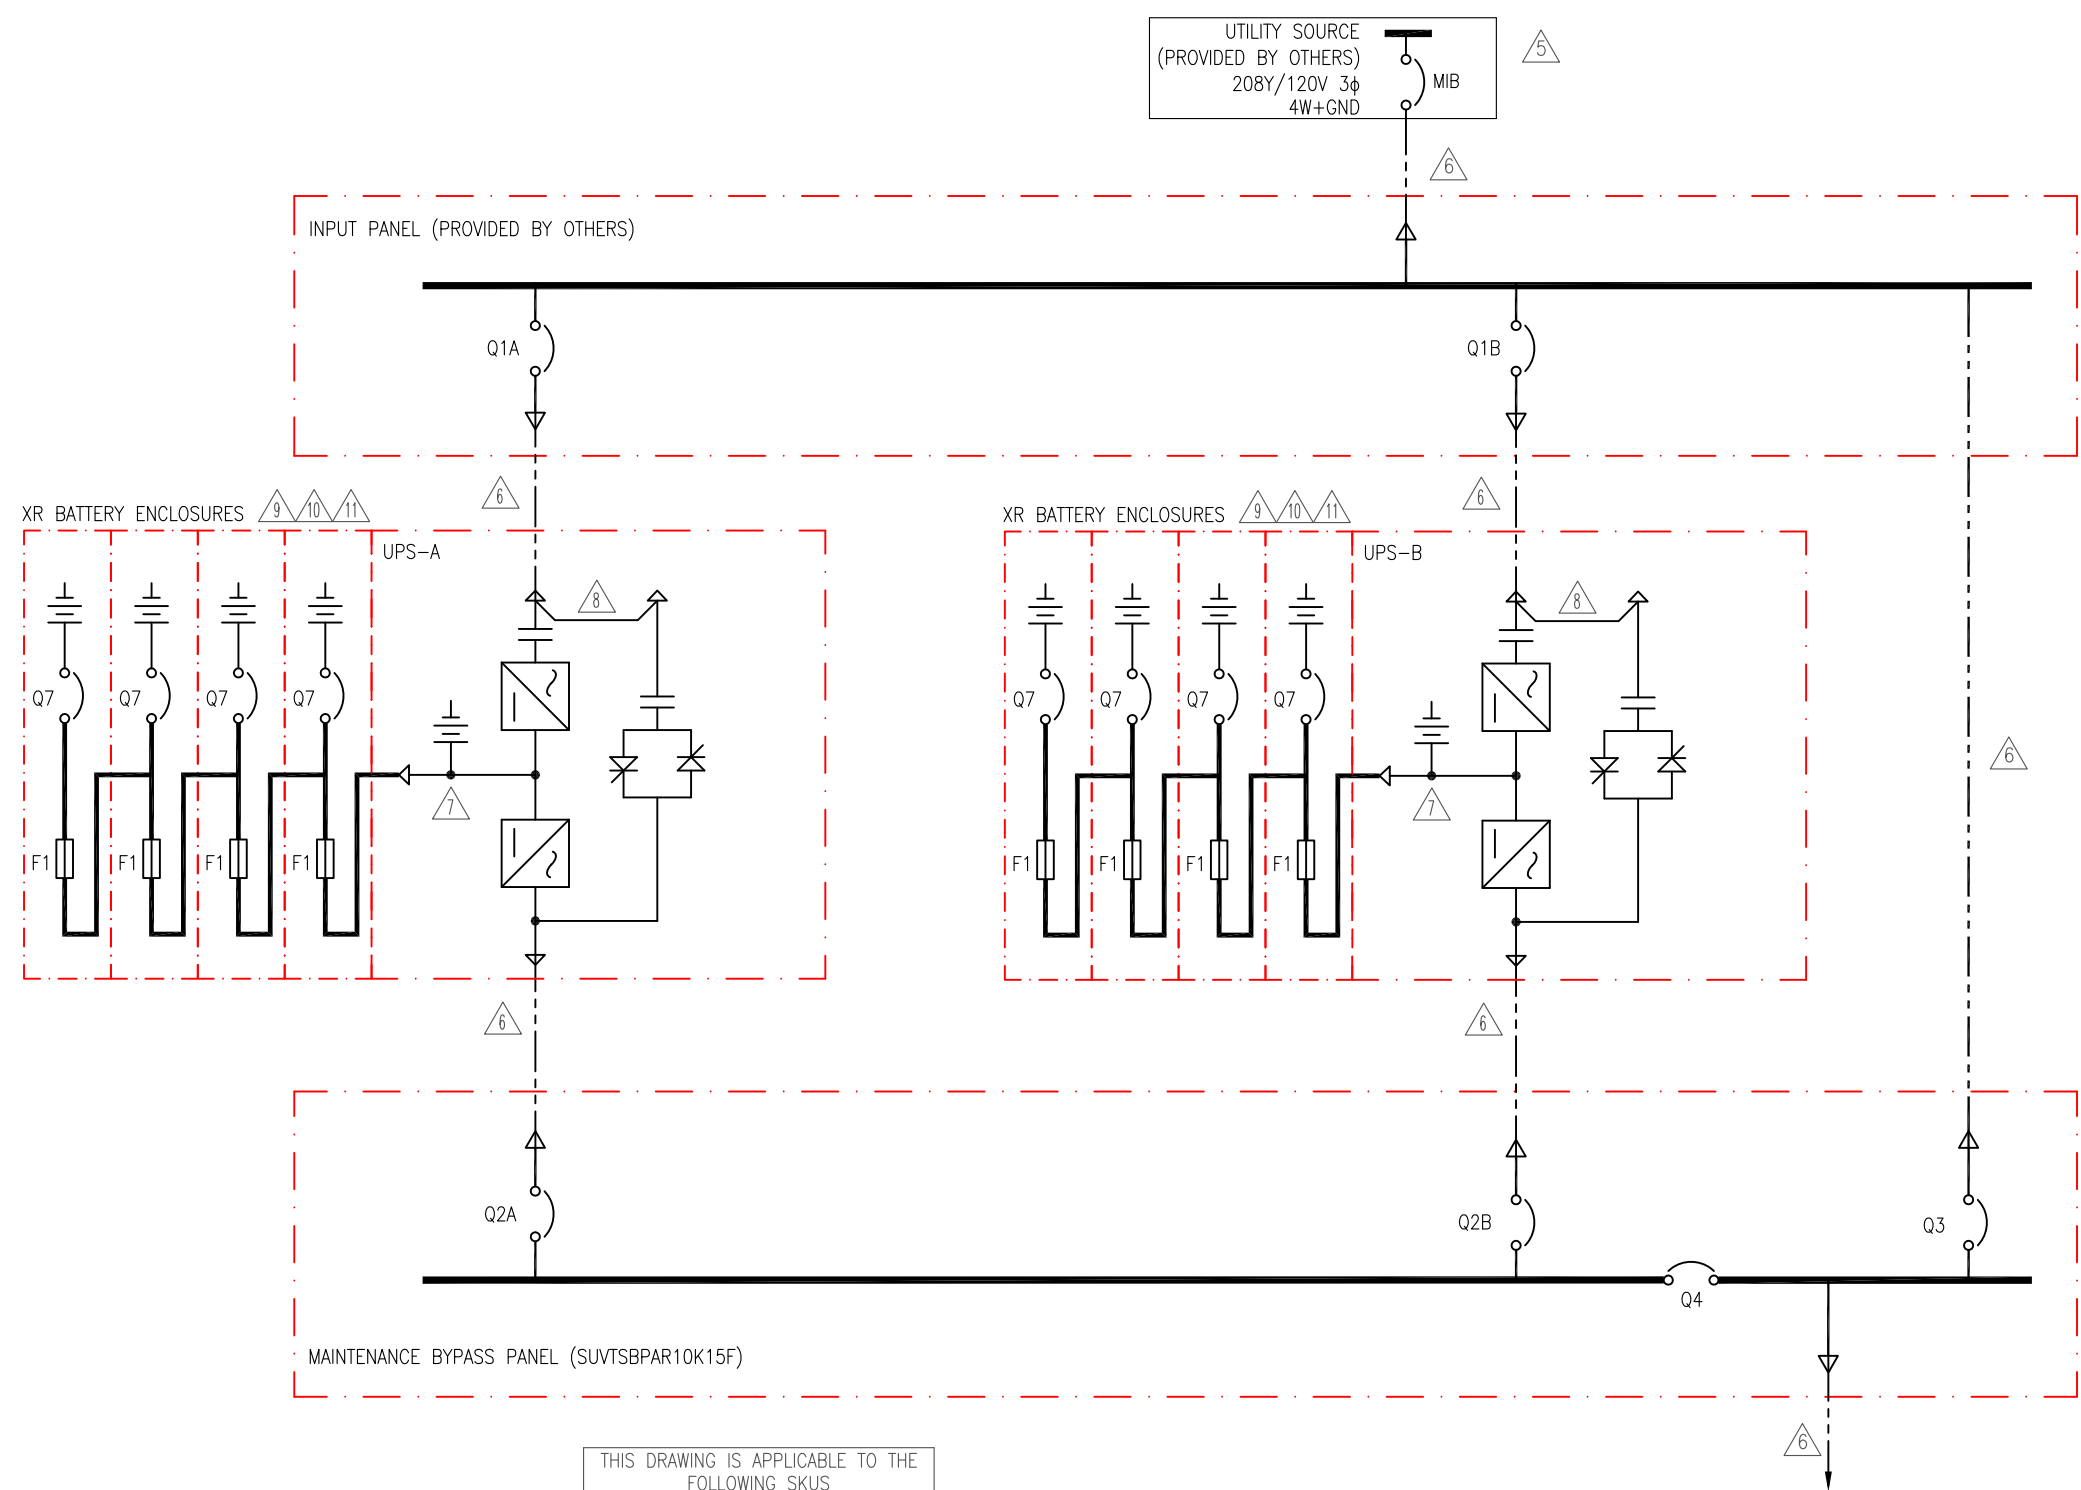 UTILITY SOURCE
(PROVIDED BY OTHERS)
208Y/120V 3ϕ
4W+GND
MIB
5
6
INPUT PANEL (PROVIDED BY OTHERS)
Q1A
Q1B
6
6
XR BATTERY ENCLOSURES 9 10 11
XR BATTERY ENCLOSURES 9 10 11
UPS-A
UPS-B
8
8
Q7 Q7 Q7 Q7
Q7 Q7 Q7 Q7
6
7
7
F1 F1 F1 F1
F1 F1 F1 F1
6
6
Q2A
Q2B
Q3
Q4
MAINTENANCE BYPASS PANEL (SUVTSBPAR10K15F)
6
THIS DRAWING IS APPLICABLE TO THE
FOLLOWING SKUS